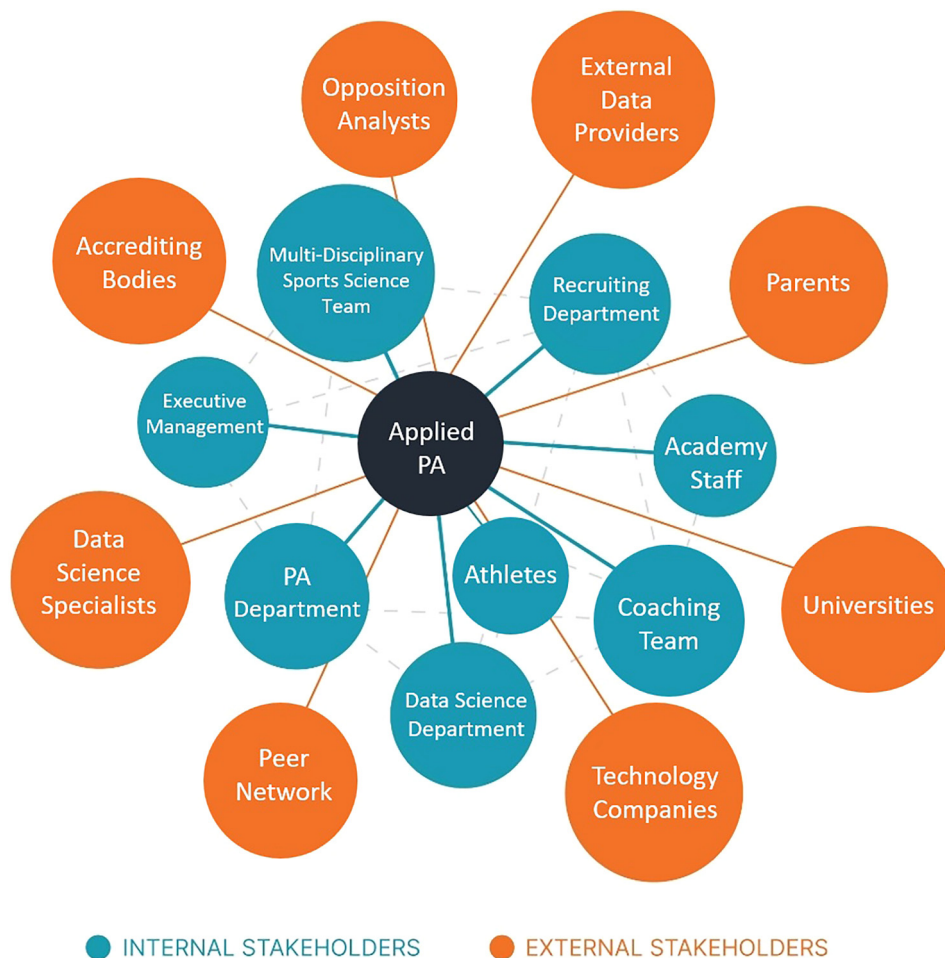 Opposition
Analysts
External
Data
Providers
Accrediting
Bodies
Multi-Disciplinary
Sports Science
Team
Recruiting
Department
Parents
Executive
Management
Applied
PA
Academy
Staff
Data
Science
Specialists
PA
Department
Athletes
Coaching
Team
Universities
Data Science
Department
Peer
Network
Technology
Companies
INTERNAL STAKEHOLDERS
EXTERNAL STAKEHOLDERS